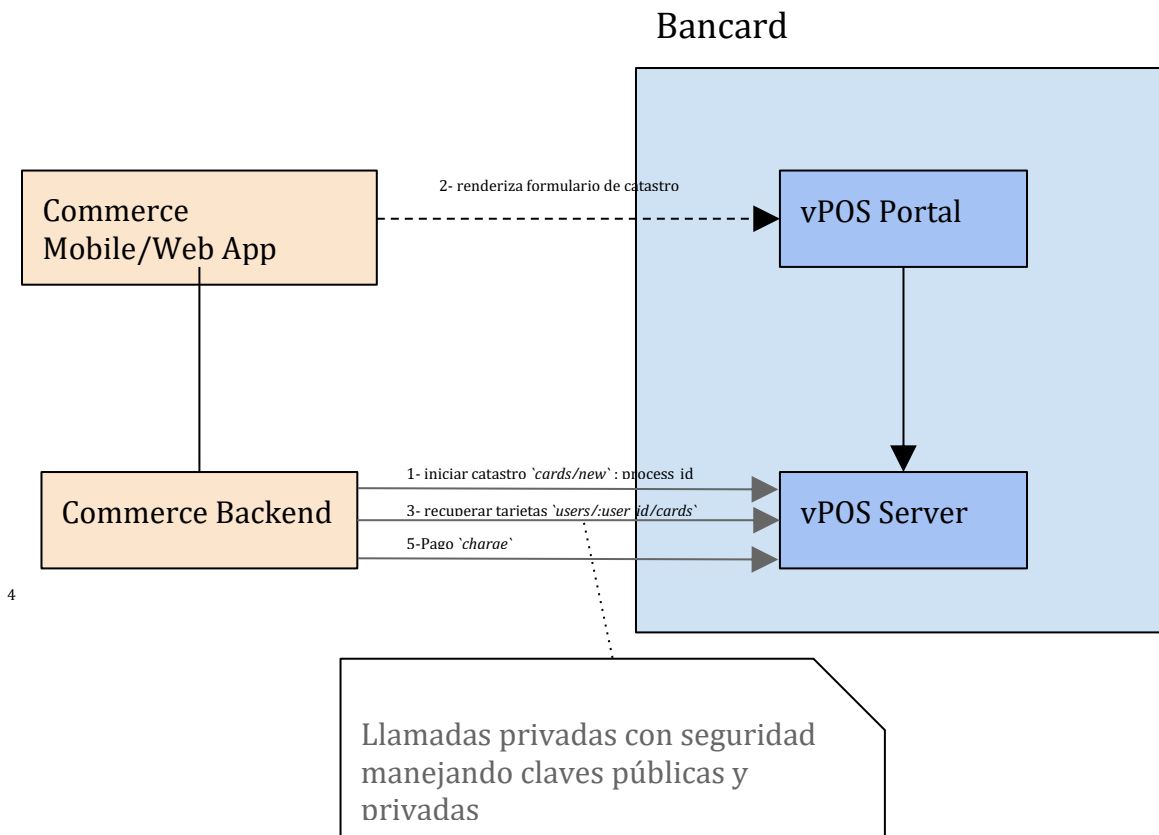 Bancard
2- renderiza formulario de catastro
Commerce
Mobile/Web App
vPOS Portal
1- iniciar catastro `cards/new` : process_id
Commerce Backend
3- recuperar tarjetas `users/:user_id/cards`
vPOS Server
5-Pago `charge`
4
Llamadas privadas con seguridad
manejando claves públicas y
privadas